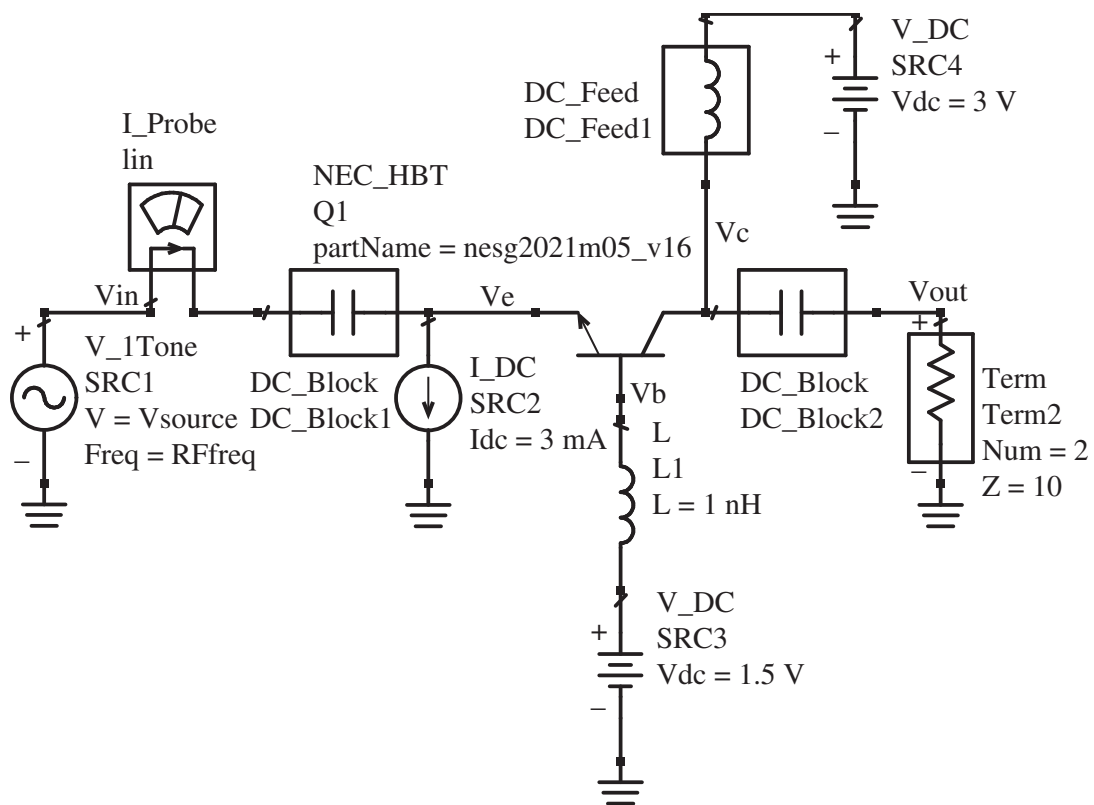 V_DC
SRC4
Vdc = 3 V
+
–
DC_Feed
DC_Feed1
I_Probe
lin
NEC_HBT
Q1
partName = nesg2021m05_v16
Vc
Vin
Ve
Vout
+
V_1Tone
SRC1
V = Vsource
Freq = RFfreq
–
DC_Block
DC_Block1
I_DC
SRC2
Idc = 3 mA
Vb
DC_Block
DC_Block2
+
Term
Term2
Num = 2
Z = 10
–
L
L1
L = 1 nH
V_DC
SRC3
Vdc = 1.5 V
+
–